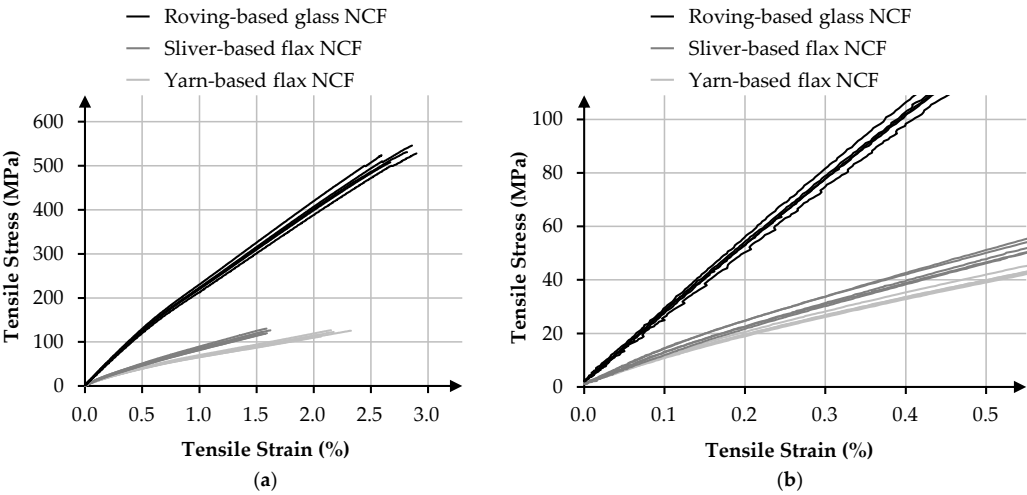 Roving-based glass NCF
Sliver-based flax NCF
Yarn-based flax NCF
Tensile Stress (MPa)
600
500
400
300
200
100
0
0.0 0.5 1.0 1.5 2.0 2.5 3.0
Tensile Strain (%)
(a)
Roving-based glass NCF
Sliver-based flax NCF
Yarn-based flax NCF
Tensile Stress (MPa)
100
80
60
40
20
0
0.0 0.1 0.2 0.3 0.4 0.5
Tensile Strain (%)
(b)